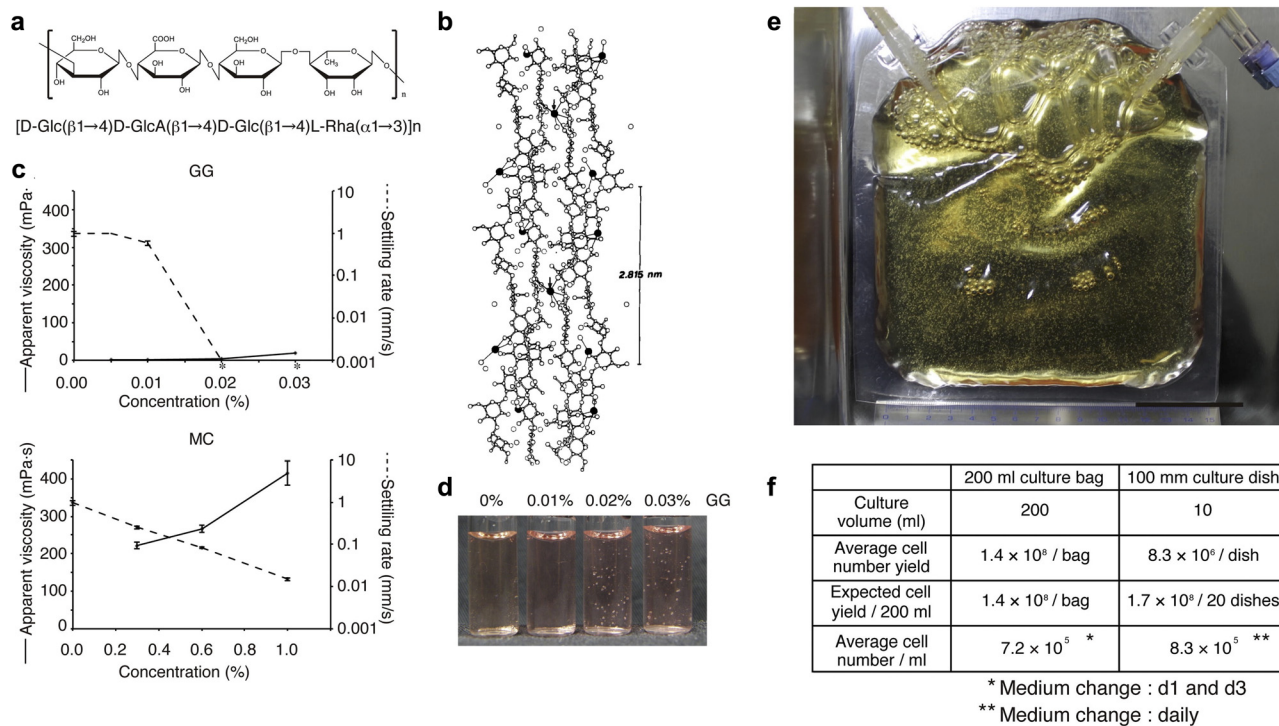 a
CH₂OH
COOH
CH₂OH
O
O
O
O
OH
OH
OH
OH
OH
OH
OH
OH
CH₃
n
[D-Glc(β1→4)D-GlcA(β1→4)D-Glc(β1→4)L-Rha(α1→3)]n
b
2.815 nm
c
GG
Apparent viscosity (mPa·
Settiling rate (mm/s)
400
300
200
100
0
10
1
0.1
0.01
0.001
0.00
0.01
0.02
0.03
*
*
Concentration (%)
MC
Apparent viscosity (mPa·s)
Settiling rate (mm/s)
400
300
200
100
0
10
1
0.1
0.01
0.001
0.0
0.2
0.4
0.6
0.8
1.0
Concentration (%)
d
0% 0.01% 0.02% 0.03% GG
e
f
200 ml culture bag 100 mm culture dish
Culture
volume (ml)
200
10
Average cell
number yield
1.4 × 10⁸ / bag
8.3 × 10⁶ / dish
Expected cell
yield / 200 ml
1.4 × 10⁸ / bag
1.7 × 10⁸ / 20 dishes
Average cell
number / ml
7.2 × 10⁵ *
8.3 × 10⁵ **
* Medium change : d1 and d3
** Medium change : daily